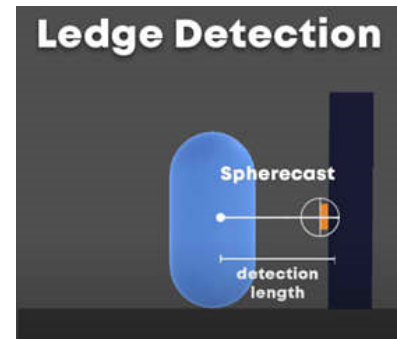 Ledge Detection
Spherecast
detection
length